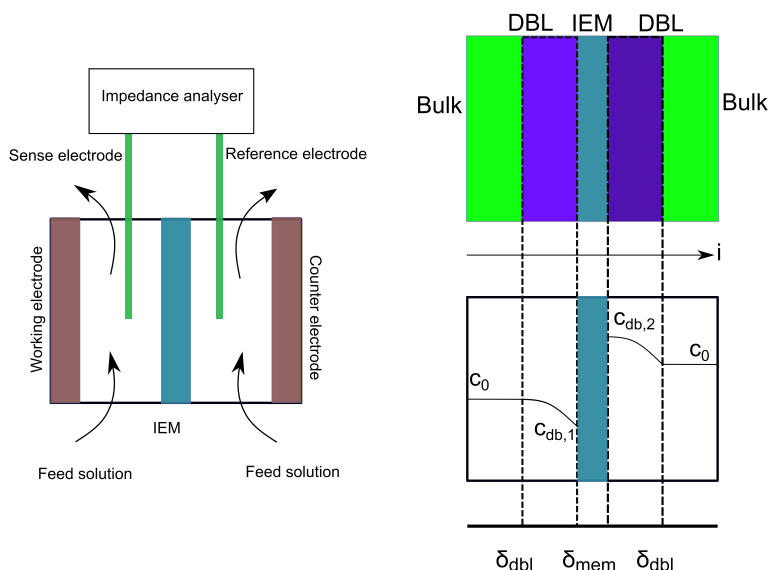 Impedance analyser
Sense electrode
Reference electrode
Working electrode
Counter electrode
IEM
Feed solution
Feed solution
DBL IEM DBL
Bulk
Bulk
i
c0
cdb,1
cdb,2
c0
δdbl
δmem
δdbl